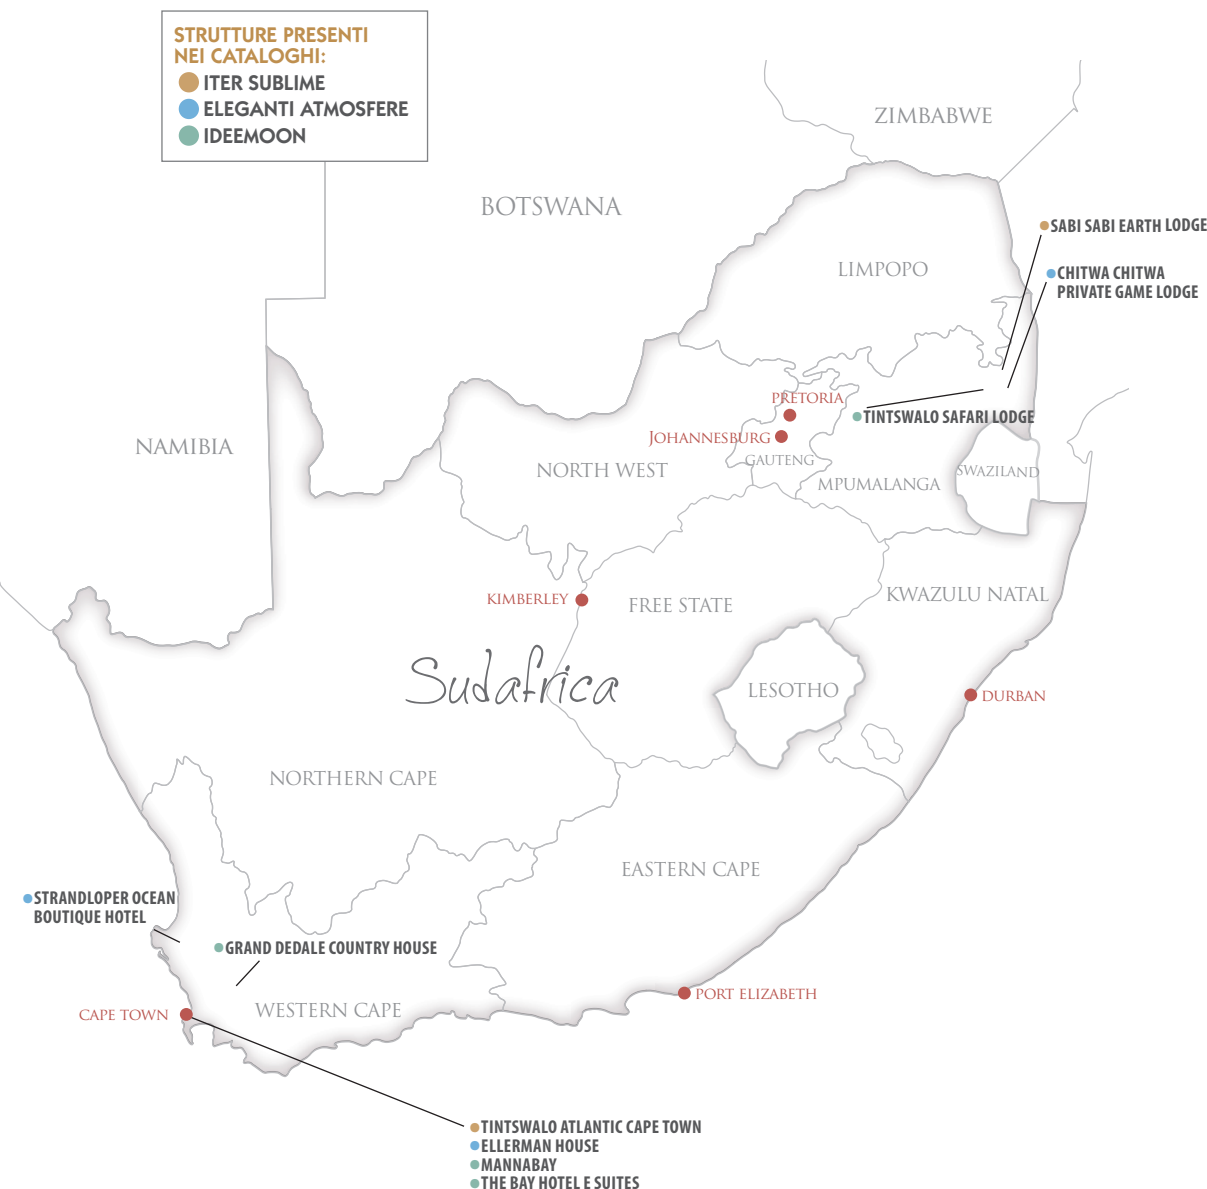 STRUTTURE PRESENTI
NEI CATALOGHI:
ITER SUBLIME
ELEGANTI ATMOSFERE
IDEEMOON
ZIMBABWE
BOTSWANA
SABI SABI EARTH LODGE
LIMPOPO
CHITWA CHITWA
PRIVATE GAME LODGE
PRETORIA
TINTSWALO SAFARI LODGE
JOHANNESBURG
NAMIBIA
GAUTENG
NORTH WEST
SWAZILAND
MPUMALANGA
KIMBERLEY
FREE STATE
KWAZULU NATAL
Sudafrica
LESOTHO
DURBAN
NORTHERN CAPE
EASTERN CAPE
STRANDLOPER OCEAN
BOUTIQUE HOTEL
GRAND DEDALE COUNTRY HOUSE
PORT ELIZABETH
CAPE TOWN
WESTERN CAPE
TINTSWALO ATLANTIC CAPE TOWN
ELLERMAN HOUSE
MANNABAY
THE BAY HOTEL E SUITES